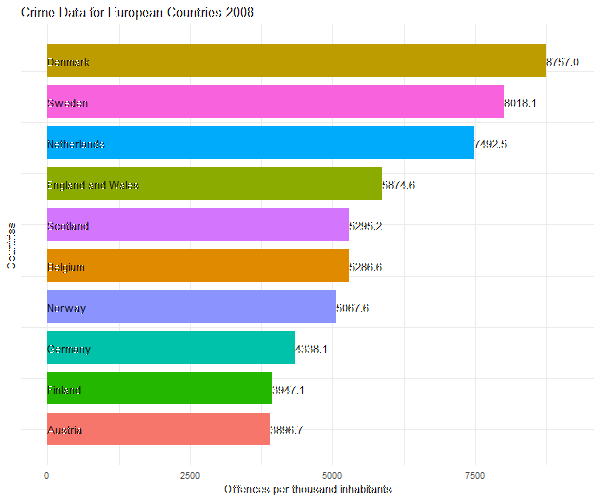 Crime Data for European Countries 2008
Denmark 8757.0
Sweden 8018.1
Netherlands 7492.5
England and Wales 5874.6
Scotland 5295.2
Belgium 5286.6
Norway 5067.6
Germany 4338.1
Finland 3947.1
Austria 3896.7
Countries
0 2500 5000 7500
Offences per thousand inhabitants